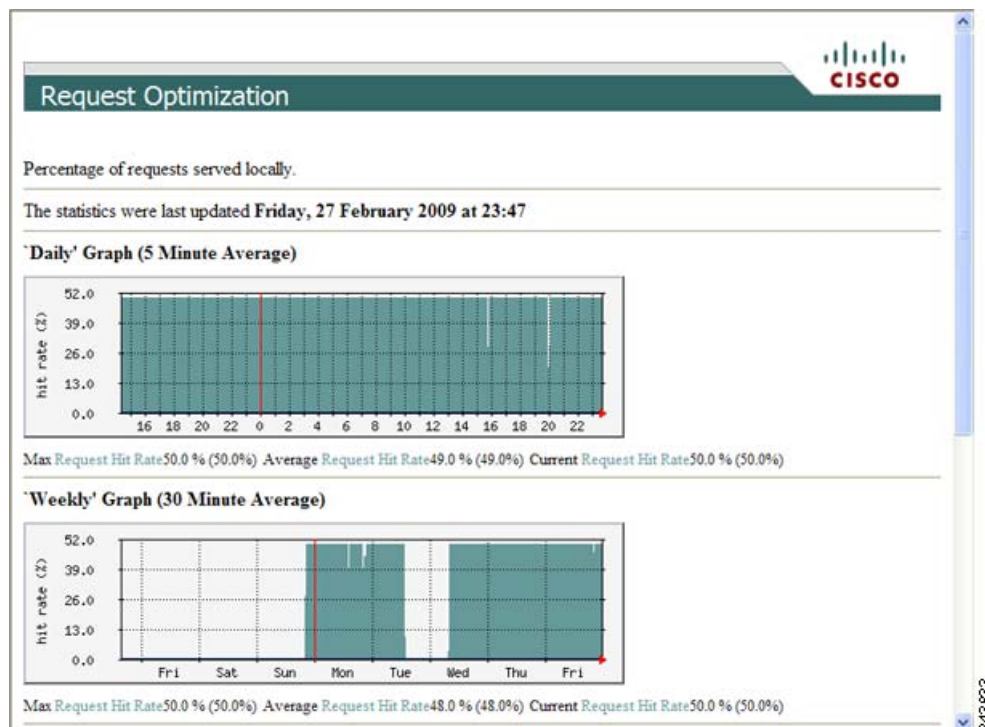 CISCO
Request Optimization
Percentage of requests served locally.
The statistics were last updated Friday, 27 February 2009 at 23:47
`Daily' Graph (5 Minute Average)
52.0
39.0
26.0
13.0
0.0
hit rate (%)
16 18 20 22 0 2 4 6 8 10 12 14 16 18 20 22
Max Request Hit Rate50.0 % (50.0%) Average Request Hit Rate49.0 % (49.0%) Current Request Hit Rate50.0 % (50.0%)
`Weekly' Graph (30 Minute Average)
52.0
39.0
26.0
13.0
0.0
hit rate (%)
Fri Sat Sun Mon Tue Wed Thu Fri
Max Request Hit Rate50.0 % (50.0%) Average Request Hit Rate48.0 % (48.0%) Current Request Hit Rate50.0 % (50.0%)